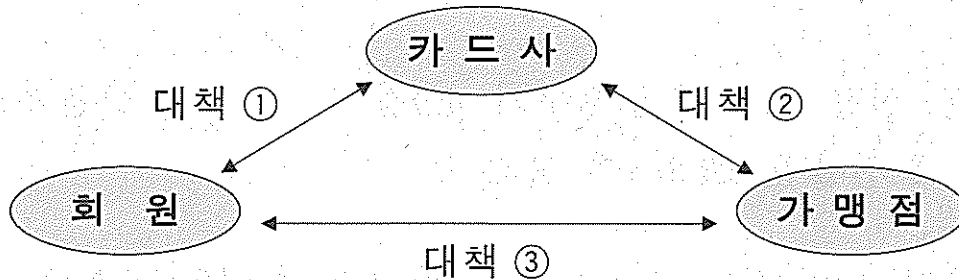 카 드 사
대책 ① 대책 ②
회 원 가 맹 점
대책 ③